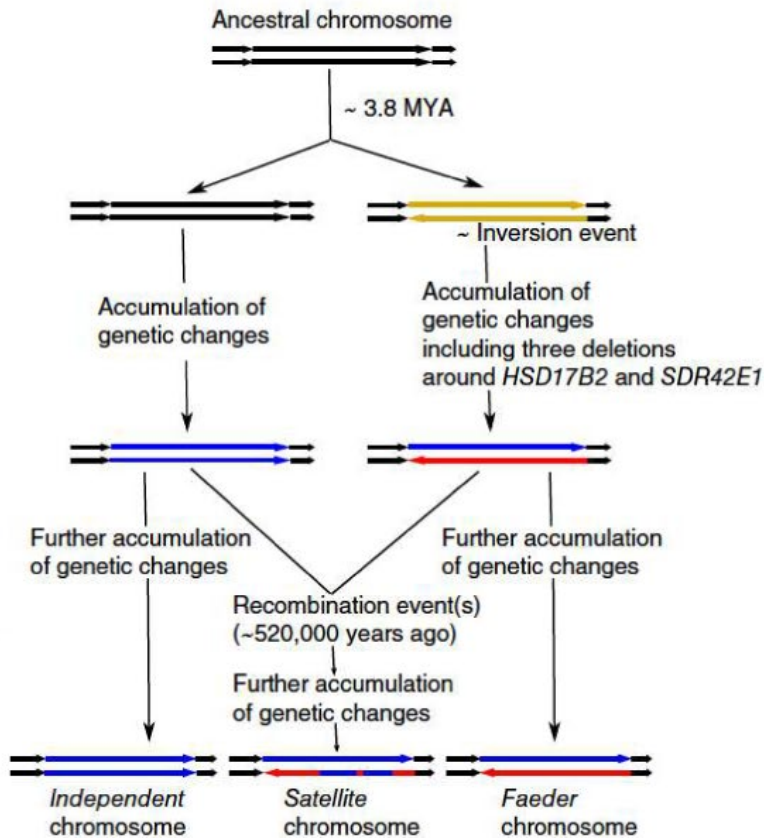 Ancestral chromosome
~ 3.8 MYA
~ Inversion event
Accumulation of
genetic changes
Accumulation of
genetic changes
including three deletions
around HSD17B2 and SDR42E1
Further accumulation
of genetic changes
Further accumulation
of genetic changes
Recombination event(s)
(~520,000 years ago)
Further accumulation
of genetic changes
Independent
chromosome
Satellite
chromosome
Faeder
chromosome